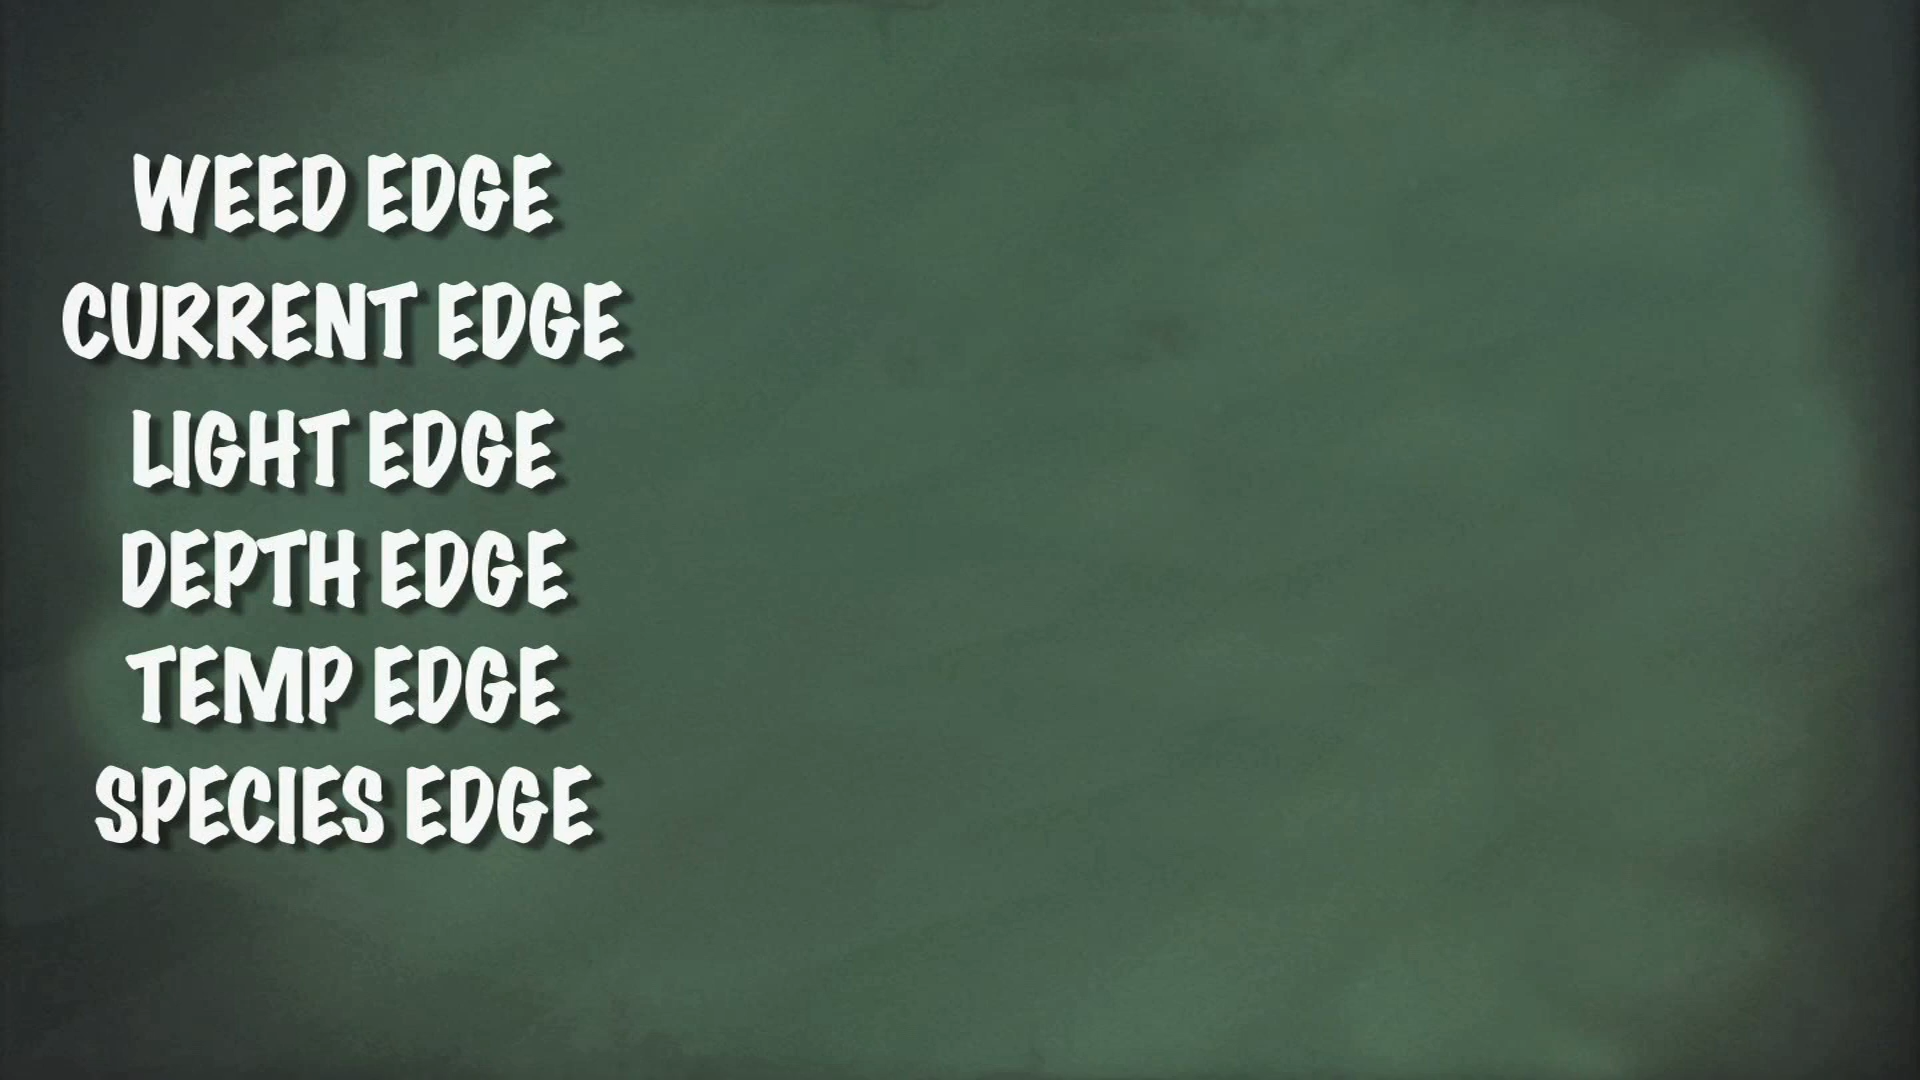 WEED EDGE
CURRENT EDGE
LIGHT EDGE
DEPTH EDGE
TEMP EDGE
SPECIES EDGE